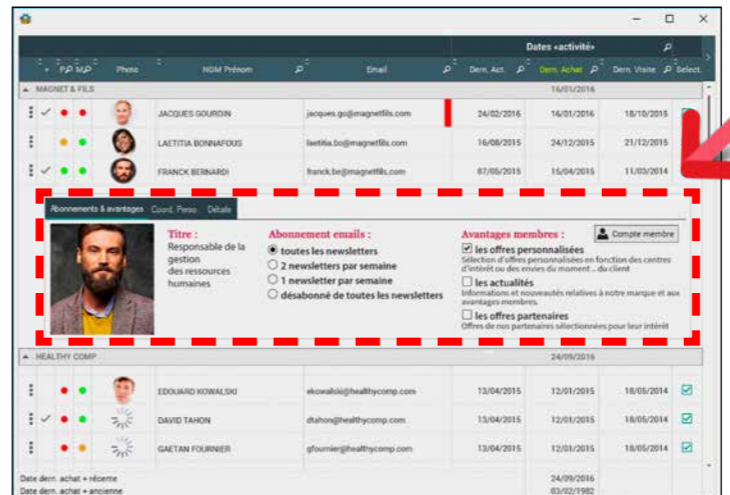 Dates «activité»
P. M. Photo NOM Prénom Email Dern. Act. Dern. Achat Dern. Visite Select.
MAGNET & FILS 16/01/2016
JACQUES GOURDIN jacques.go@magnetfils.com 24/02/2016 16/01/2016 18/10/2015
LAETITIA BONNAFOUS laetitia.bo@magnetfils.com 16/08/2015 24/12/2015 21/12/2015
FRANCK BERNARDI franck.be@magnetfils.com 07/05/2015 15/04/2015 11/03/2014
Abonnements & avantages Coord. Perso Détails
Titre :
Responsable de la
gestion
des ressources
humaines
Abonnement emails :
toutes les newsletters
2 newsletters par semaine
1 newsletter par semaine
désabonné de toutes les newsletters
Avantages membres : Compte membre
les offres personnalisées
Sélection d'offres personnalisées en fonction des centres
d'intérêt ou des envies du moment .. du client
les actualités
Informations et nouveautés relatives à notre marque et aux
avantages membres.
les offres partenaires
Offres de nos partenaires sélectionnées pour leur intérêt
HEALTHY COMP 24/09/2016
EDOUARD KOWALSKI ekowalski@healthycomp.com 13/04/2015 12/01/2015 18/05/2014
DAVID TAHON dtahon@healthycomp.com 13/04/2015 12/01/2015 18/05/2014
GAETAN FOURNIER gfournier@healthycomp.com 13/04/2015 12/01/2015 18/05/2014
Date dern. achat + récente 24/09/2016
Date dern. achat + ancienne 03/02/1982